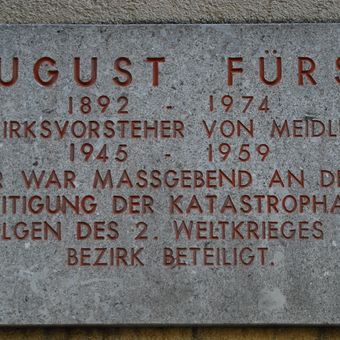 UGUST FÜRS
1892 - 1974
IRKSVORSTEHER VON MEIDL
1945 - 1959
R WAR MASSGEBEND AN DE
ITIGUNG DER KATASTROPHA
LGEN DES 2. WELTKRIEGES
BEZIRK BETEILIGT.